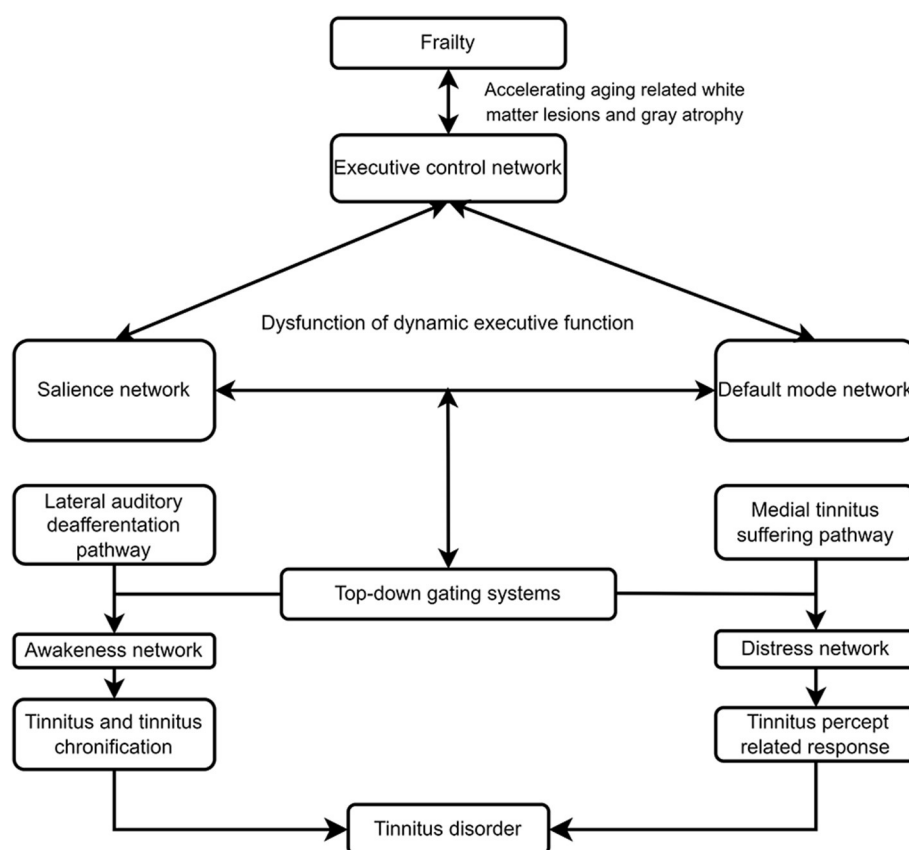 Frailty
Accelerating aging related white
matter lesions and gray atrophy
Executive control network
Dysfunction of dynamic executive function
Salience network
Default mode network
Lateral auditory
deafferentation
pathway
Medial tinnitus
suffering pathway
Top-down gating systems
Awakeness network
Distress network
Tinnitus and tinnitus
chronification
Tinnitus percept
related response
Tinnitus disorder